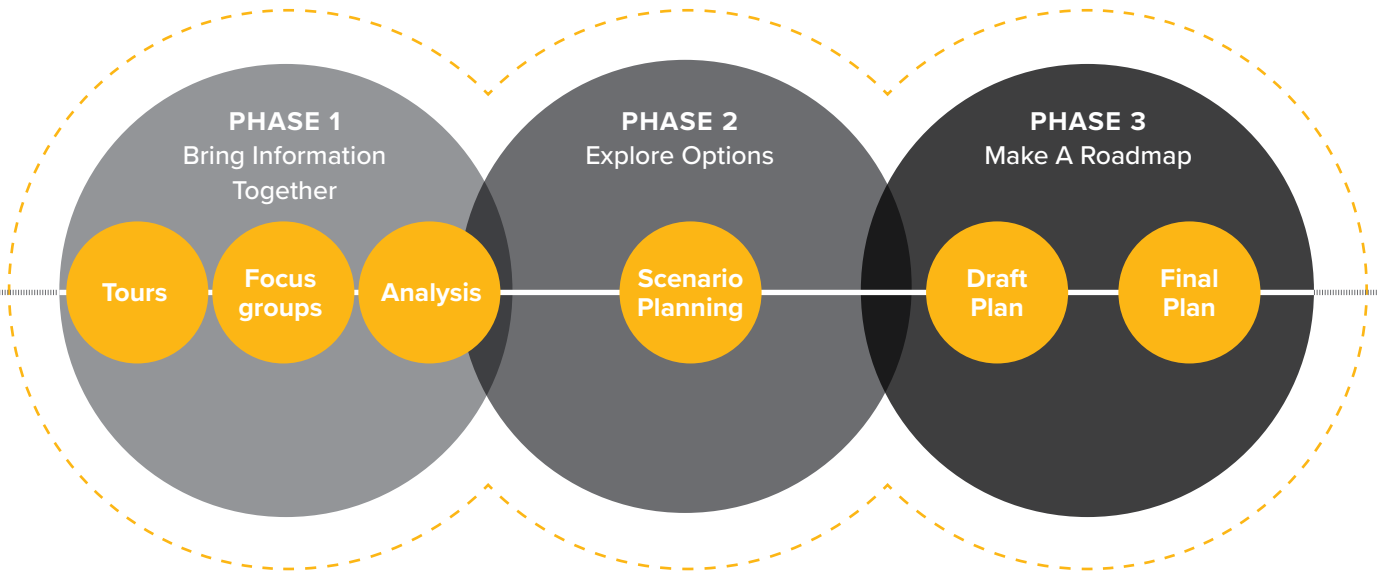 PHASE 1
Bring Information
Together
Tours
Focus
groups
Analysis
PHASE 2
Explore Options
Scenario
Planning
PHASE 3
Make A Roadmap
Draft
Plan
Final
Plan